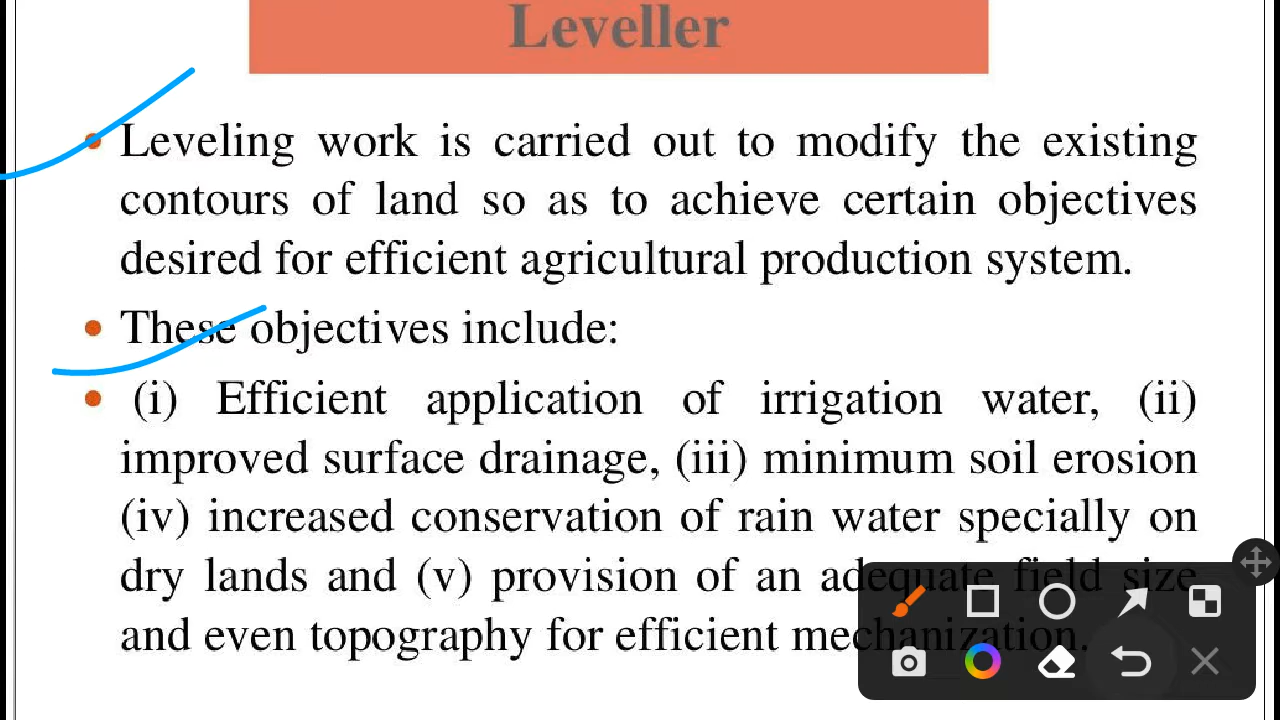 Leveller
• Leveling work is carried out to modify the existing
contours of land so as to achieve certain objectives
desired for efficient agricultural production system.
• These objectives include:
• (i) Efficient application of irrigation water, (ii)
improved surface drainage, (iii) minimum soil erosion
(iv) increased conservation of rain water specially on
dry lands and (v) provision of an adequate field size
and even topography for efficient mechanization.